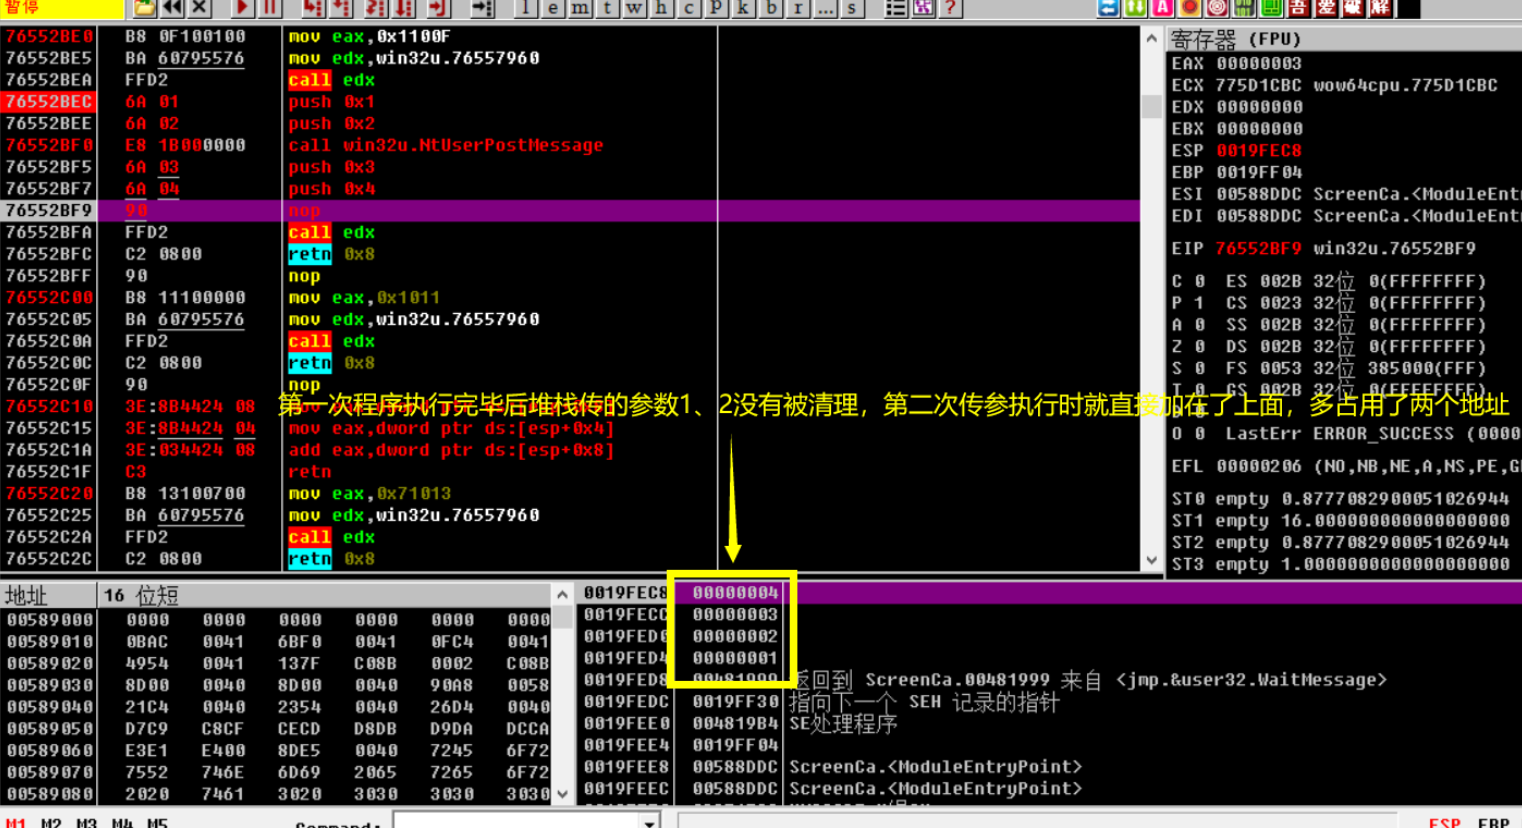 暂停
l e m t w h c P k b r ... s ?
吾 爱 破 解
76552BE0 B8 0F100100 mov eax,0x1100F
76552BE5 BA 60795576 mov edx,win32u.76557960
76552BEA FFD2 call edx
76552BEC 6A 01 push 0x1
76552BEE 6A 02 push 0x2
76552BF0 E8 1B000000 call win32u.NtUserPostMessage
76552BF5 6A 03 push 0x3
76552BF7 6A 04 push 0x4
76552BF9 90 nop
76552BFA FFD2 call edx
76552BFC C2 0800 retn 0x8
76552BFF 90 nop
76552C00 B8 11100000 mov eax,0x1011
76552C05 BA 60795576 mov edx,win32u.76557960
76552C0A FFD2 call edx
76552C0C C2 0800 retn 0x8
76552C0F 90 nop
76552C10 3E:8B4424 08
第一次程序执行完毕后堆栈传的参数1、2没有被清理，第二次传参执行时就直接加在了上面，多占用了两个地址
76552C15 3E:8B4424 04 mov eax,dword ptr ds:[esp+0x4]
76552C1A 3E:034424 08 add eax,dword ptr ds:[esp+0x8]
76552C1F C3 retn
76552C20 B8 13100700 mov eax,0x71013
76552C25 BA 60795576 mov edx,win32u.76557960
76552C2A FFD2 call edx
76552C2C C2 0800 retn 0x8
寄存器 (FPU)
EAX 00000003
ECX 775D1CBC wow64cpu.775D1CBC
EDX 00000000
EBX 00000000
ESP 0019FEC8
EBP 0019FF04
ESI 00588DDC ScreenCa.<ModuleEntr
EDI 00588DDC ScreenCa.<ModuleEntr
EIP 76552BF9 win32u.76552BF9
C 0 ES 002B 32位 0(FFFFFFFF)
P 1 CS 0023 32位 0(FFFFFFFF)
A 0 SS 002B 32位 0(FFFFFFFF)
Z 0 DS 002B 32位 0(FFFFFFFF)
S 0 FS 0053 32位 385000(FFF)
T 0 GS 002B 32位 0(FFFFFFFF)
O 0 LastErr ERROR_SUCCESS (0000
EFL 00000206 (NO,NB,NE,A,NS,PE,G
ST0 empty 0.8777082900051026944
ST1 empty 16.000000000000000000
ST2 empty 0.8777082900051026944
ST3 empty 1.0000000000000000000
地址 16 位短
00589000 0000 0000 0000 0000 0000 0000
00589010 0BAC 0041 6BF0 0041 0FC4 0041
00589020 4954 0041 137F C08B 0002 C08B
00589030 8D00 0040 8D00 0040 90A8 0058
00589040 21C4 0040 2354 0040 26D4 0040
00589050 D7C9 C8CF CECD D8DB D9DA DCCA
00589060 E3E1 E400 8DE5 0040 7245 6F72
00589070 7552 746E 6D69 2065 7265 6F72
00589080 2020 7461 3020 3030 3030 3030
0019FEC8 00000004
0019FECC 00000003
0019FED0 00000002
0019FED4 00000001
0019FED8 00481999 返回到 ScreenCa.00481999 来自 <jmp.&user32.WaitMessage>
0019FEDC 0019FF30 指向下一个 SEH 记录的指针
0019FEE0 004819B4 SE处理程序
0019FEE4 0019FF04
0019FEE8 00588DDC ScreenCa.<ModuleEntryPoint>
0019FEEC 00588DDC ScreenCa.<ModuleEntryPoint>
M1 M2 M3 M4 M5 Command: ESP EBP